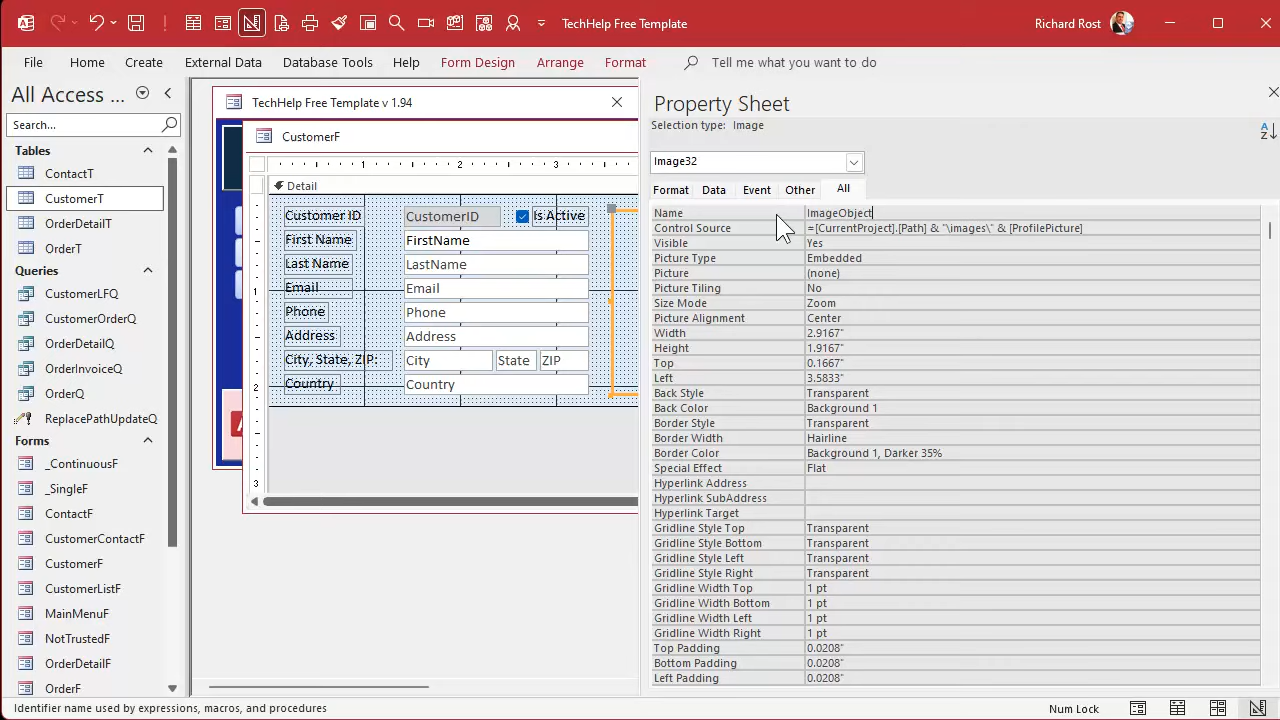 TechHelp Free Template
Richard Rost
File Home Create External Data Database Tools Help Form Design Arrange Format Tell me what you want to do
All Access ...
Search...
Tables
ContactT
CustomerT
OrderDetailT
OrderT
Queries
CustomerLFQ
CustomerOrderQ
OrderDetailQ
OrderInvoiceQ
OrderQ
ReplacePathUpdateQ
Forms
_ContinuousF
_SingleF
ContactF
CustomerContactF
CustomerF
CustomerListF
MainMenuF
NotTrustedF
OrderDetailF
OrderF
TechHelp Free Template v 1.94
CustomerF
1 2 3
Detail
Customer ID CustomerID Is Active
First Name FirstName
Last Name LastName
Email Email
Phone Phone
Address Address
City, State, ZIP: City State ZIP
Country Country
1
2
3
Property Sheet
Selection type: Image
Image32
Format Data Event Other All
Name ImageObject
Control Source =[CurrentProject].[Path] & "\images\" & [ProfilePicture]
Visible Yes
Picture Type Embedded
Picture (none)
Picture Tiling No
Size Mode Zoom
Picture Alignment Center
Width 2.9167"
Height 1.9167"
Top 0.1667"
Left 3.5833"
Back Style Transparent
Back Color Background 1
Border Style Transparent
Border Width Hairline
Border Color Background 1, Darker 35%
Special Effect Flat
Hyperlink Address
Hyperlink SubAddress
Hyperlink Target
Gridline Style Top Transparent
Gridline Style Bottom Transparent
Gridline Style Left Transparent
Gridline Style Right Transparent
Gridline Width Top 1 pt
Gridline Width Bottom 1 pt
Gridline Width Left 1 pt
Gridline Width Right 1 pt
Top Padding 0.0208"
Bottom Padding 0.0208"
Left Padding 0.0208"
Identifier name used by expressions, macros, and procedures
Num Lock